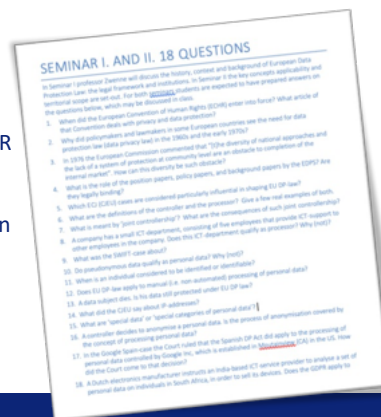 SEMINAR I. AND II. 18 QUESTIONS
In Seminar I professor Zwenne will discuss the history, context and background of European Data
Protection Law: the legal framework and institutions. In Seminar II the key concepts applicability and
territorial scope are set out. For both seminars students are expected to have prepared answers on
the questions below, which may be discussed in class.
1. When did the European Convention of Human Rights (ECHR) enter into force? What article of
that Convention deals with privacy and data protection?
2. Why did policymakers and lawmakers in some European countries see the need for data
protection law (data privacy law) in the 1960s and the early 1970s?
3. In 1976 the European Commission commented that "[t]he diversity of national approaches and
the lack of a system of protection at community level are an obstacle to completion of the
internal market". How can this diversity be such obstacle?
4. What is the role of the position papers, policy papers, and background papers by the EDPS? Are
they legally binding?
5. Which ECJ (CJEU) cases are considered particularly influential in shaping EU DP-law?
6. What are the definitions of the controller and the processor? Give a few real examples of both.
7. What is meant by 'joint controllership'? What are the consequences of such joint controllership?
8. A company has a small ICT-department, consisting of five employees that provide ICT-support to
other employees in the company. Does this ICT-department qualify as processor? Why (not)?
9. What was the SWIFT-case about?
10. Do pseudonymous data qualify as personal data? Why (not)?
11. When is an individual considered to be identified or identifiable?
12. Does EU DP-law apply to manual (i.e. non-automated) processing of personal data?
13. A data subject dies. Is his data still protected under EU DP-law?
14. What did the CJEU say about IP-addresses?
15. What are 'special data' or 'special categories of personal data'?
16. A controller decides to anonymise a personal data. Is the process of anonymisation covered by
the concept of processing personal data?
17. In the Google Spain-case the Court ruled that the Spanish DP Act did apply to the processing of
personal data controlled by Google Inc, which is established in Mountainview (CA) in the US. How
did the Court come to that decision?
18. A Dutch electronics manufacturer instructs an India-based ICT service provider to analyse a set of
personal data on individuals in South Africa, in order to sell its devices. Does the GDPR apply to
R
n